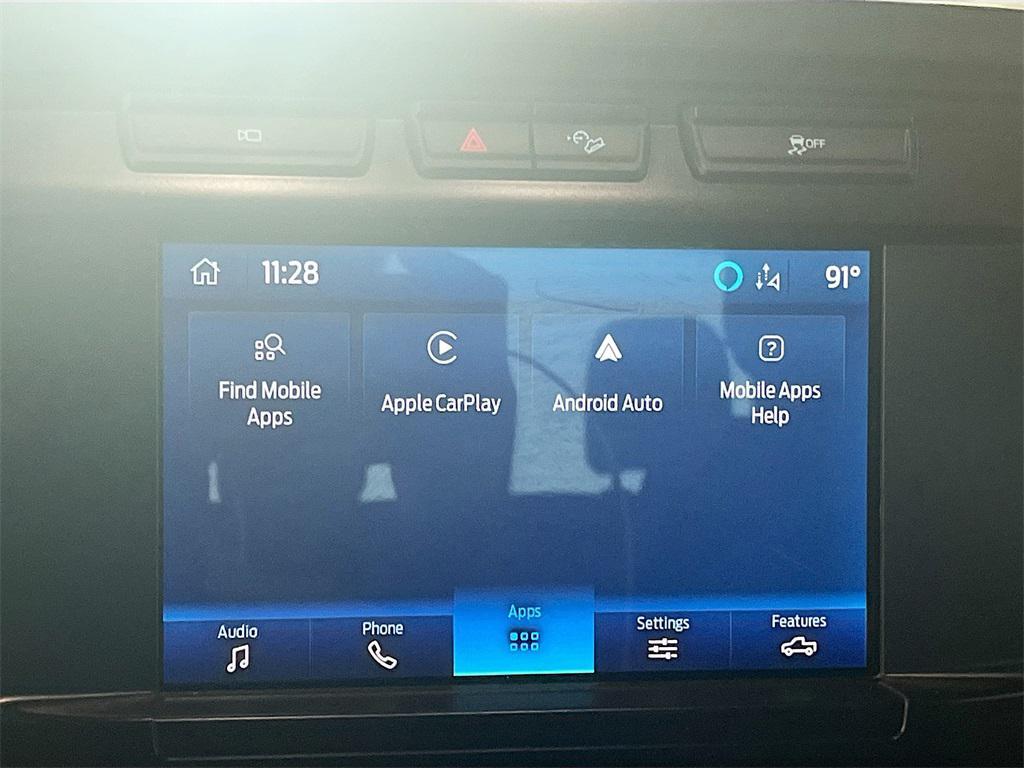 OFF
11:28
91°
Find Mobile
Apps
Apple CarPlay
Android Auto
Mobile Apps
Help
Audio
Phone
Apps
Settings
Features